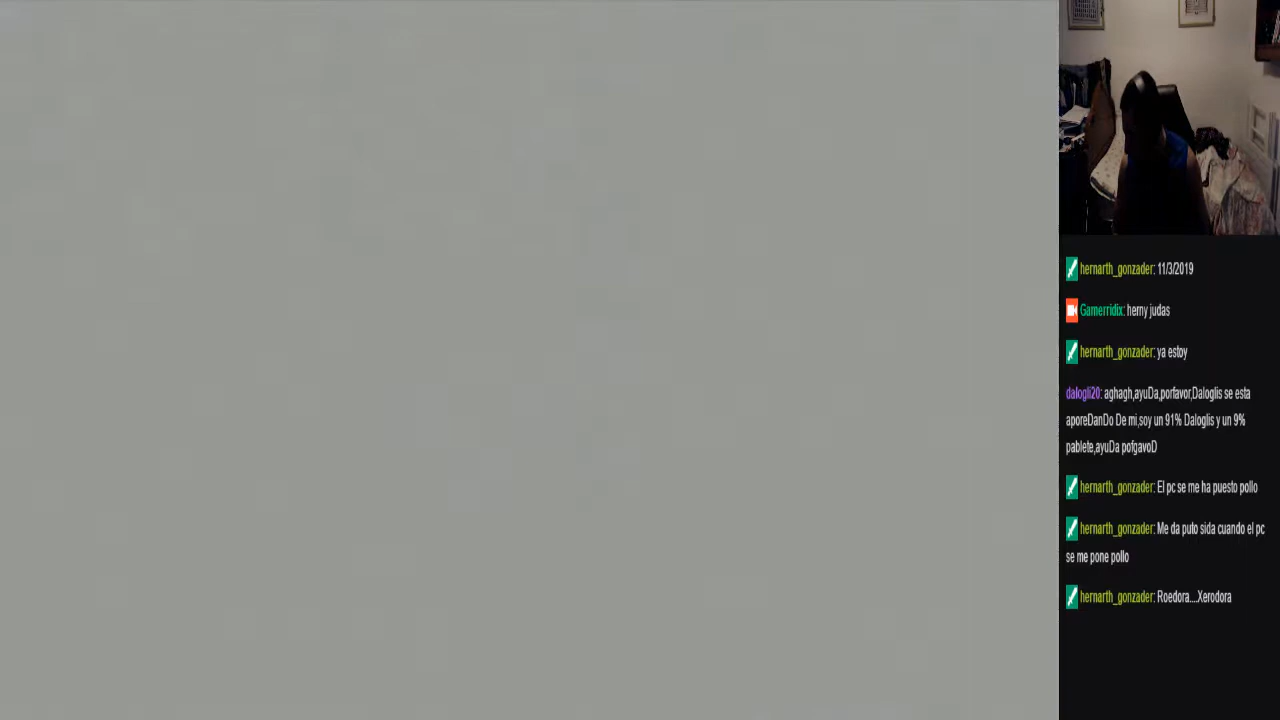 hernarth_gonzader: 11/3/2019
Gamerridix: herny judas
hernarth_gonzader: ya estoy
dalogli20: aghagh,ayuDa,porfavor,Daloglis se esta
aporeDanDo De mi,soy un 91% Daloglis y un 9%
pablete,ayuDa pofgavoD
hernarth_gonzader: El pc se me ha puesto pollo
hernarth_gonzader: Me da puto sida cuando el pc
se me pone pollo
hernarth_gonzader: Roedora....Xerodora